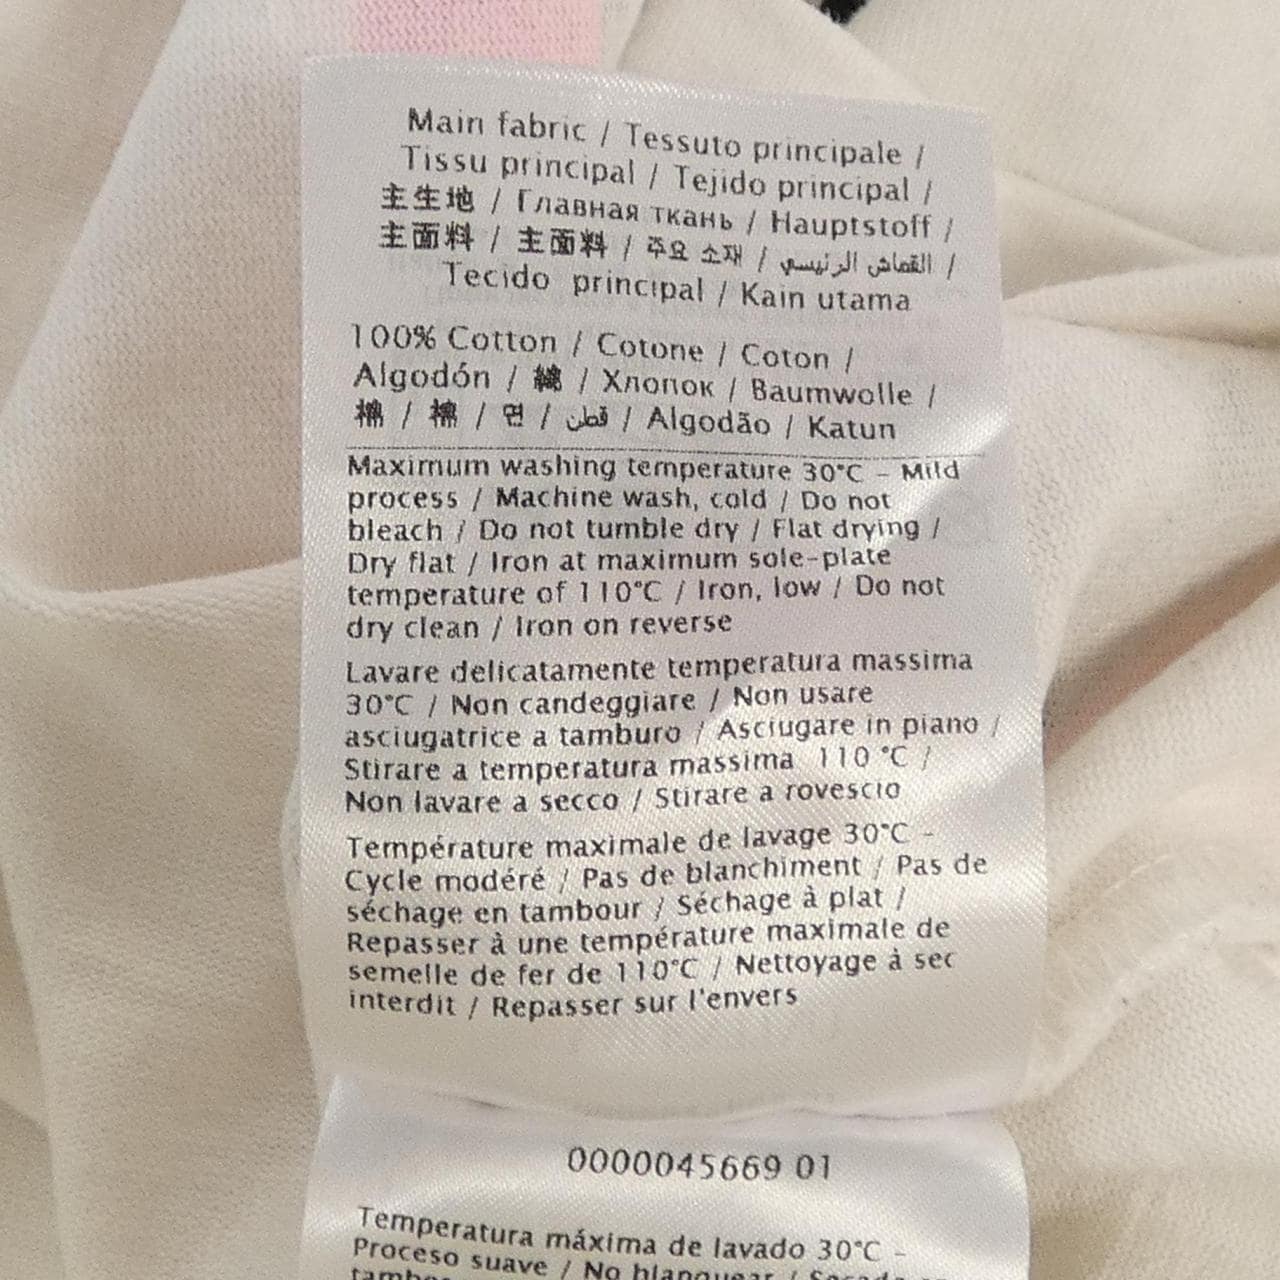 Main fabric / Tessuto principale /
Tissu principal / Tejido principal /
主生地 / Главная ткань / Hauptstoff /
主面料 / 主面料 / 주요 소재 / القماش الرئيسي /
Tecido principal / Kain utama
100% Cotton / Cotone / Coton /
Algodón / 綿 / Хлопок / Baumwolle /
棉 / 棉 / 면 / قطن / Algodão / Katun
Maximum washing temperature 30°C – Mild
process / Machine wash, cold / Do not
bleach / Do not tumble dry / Flat drying /
Dry flat / Iron at maximum sole-plate
temperature of 110°C / Iron, low / Do not
dry clean / Iron on reverse
Lavare delicatamente temperatura massima
30°C / Non candeggiare / Non usare
asciugatrice a tamburo / Asciugare in piano /
Stirare a temperatura massima 110 °C /
Non lavare a secco / Stirare a rovescio
Température maximale de lavage 30°C -
Cycle modéré / Pas de blanchiment / Pas de
séchage en tambour / Séchage à plat /
Repasser à une température maximale de
semelle de fer de 110°C / Nettoyage à sec
interdit / Repasser sur l'envers
0000045669 01
Temperatura máxima de lavado 30°C -
Proceso suave / No blanquear /